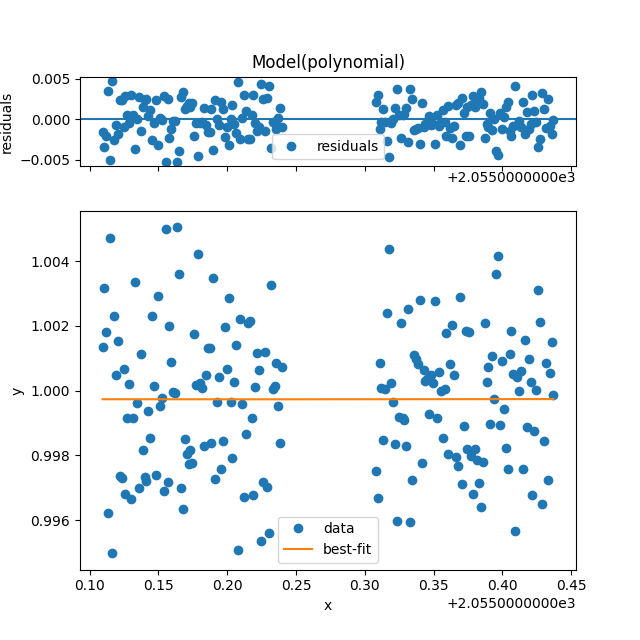 Model(polynomial)
0.005
0.000
−0.005
residuals
residuals
+2.0550000000e3
1.004
1.002
1.000
0.998
0.996
y
data
best-fit
0.10 0.15 0.20 0.25 0.30 0.35 0.40 0.45
x
+2.0550000000e3